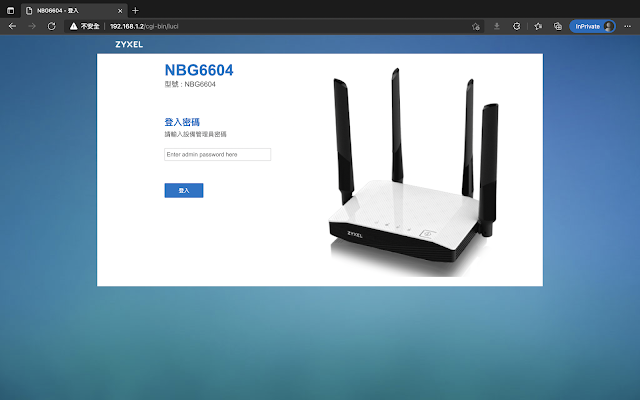 NBG6604 - 登入
不安全 192.168.1.2/cgi-bin/luci
InPrivate
ZYXEL
NBG6604
型號 : NBG6604
登入密碼
請輸入設備管理員密碼
Enter admin password here
登入
ZYXEL